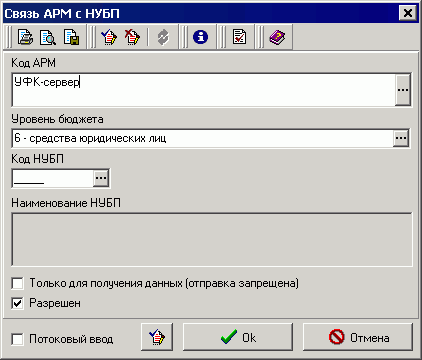 Связь АРМ с НУБП
Код АРМ
УФК-сервер
...
Уровень бюджета
6 - средства юридических лиц
...
Код НУБП
_____
...
Наименование НУБП
Только для получения данных (отправка запрещена)
Разрешен
Потоковый ввод
Ok
Отмена